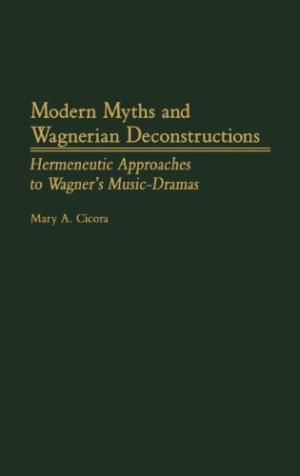 Modern Myths and
Wagnerian Deconstructions
Hermeneutic Approaches
to Wagner's Music-Dramas
Mary A. Cicora